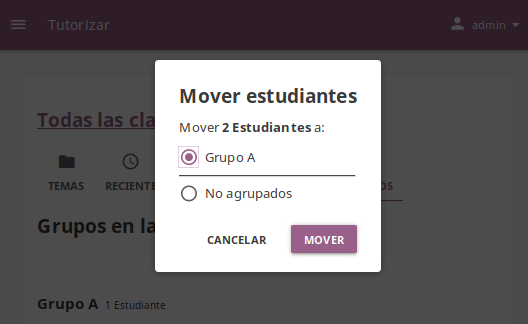 Tutorizar
admin
Mover estudiantes
Todas las cla
Mover 2 Estudiantes a:
Grupo A
TEMAS
RECIENTE
OS
No agrupados
Grupos en la
CANCELAR
MOVER
Grupo A 1 Estudiante